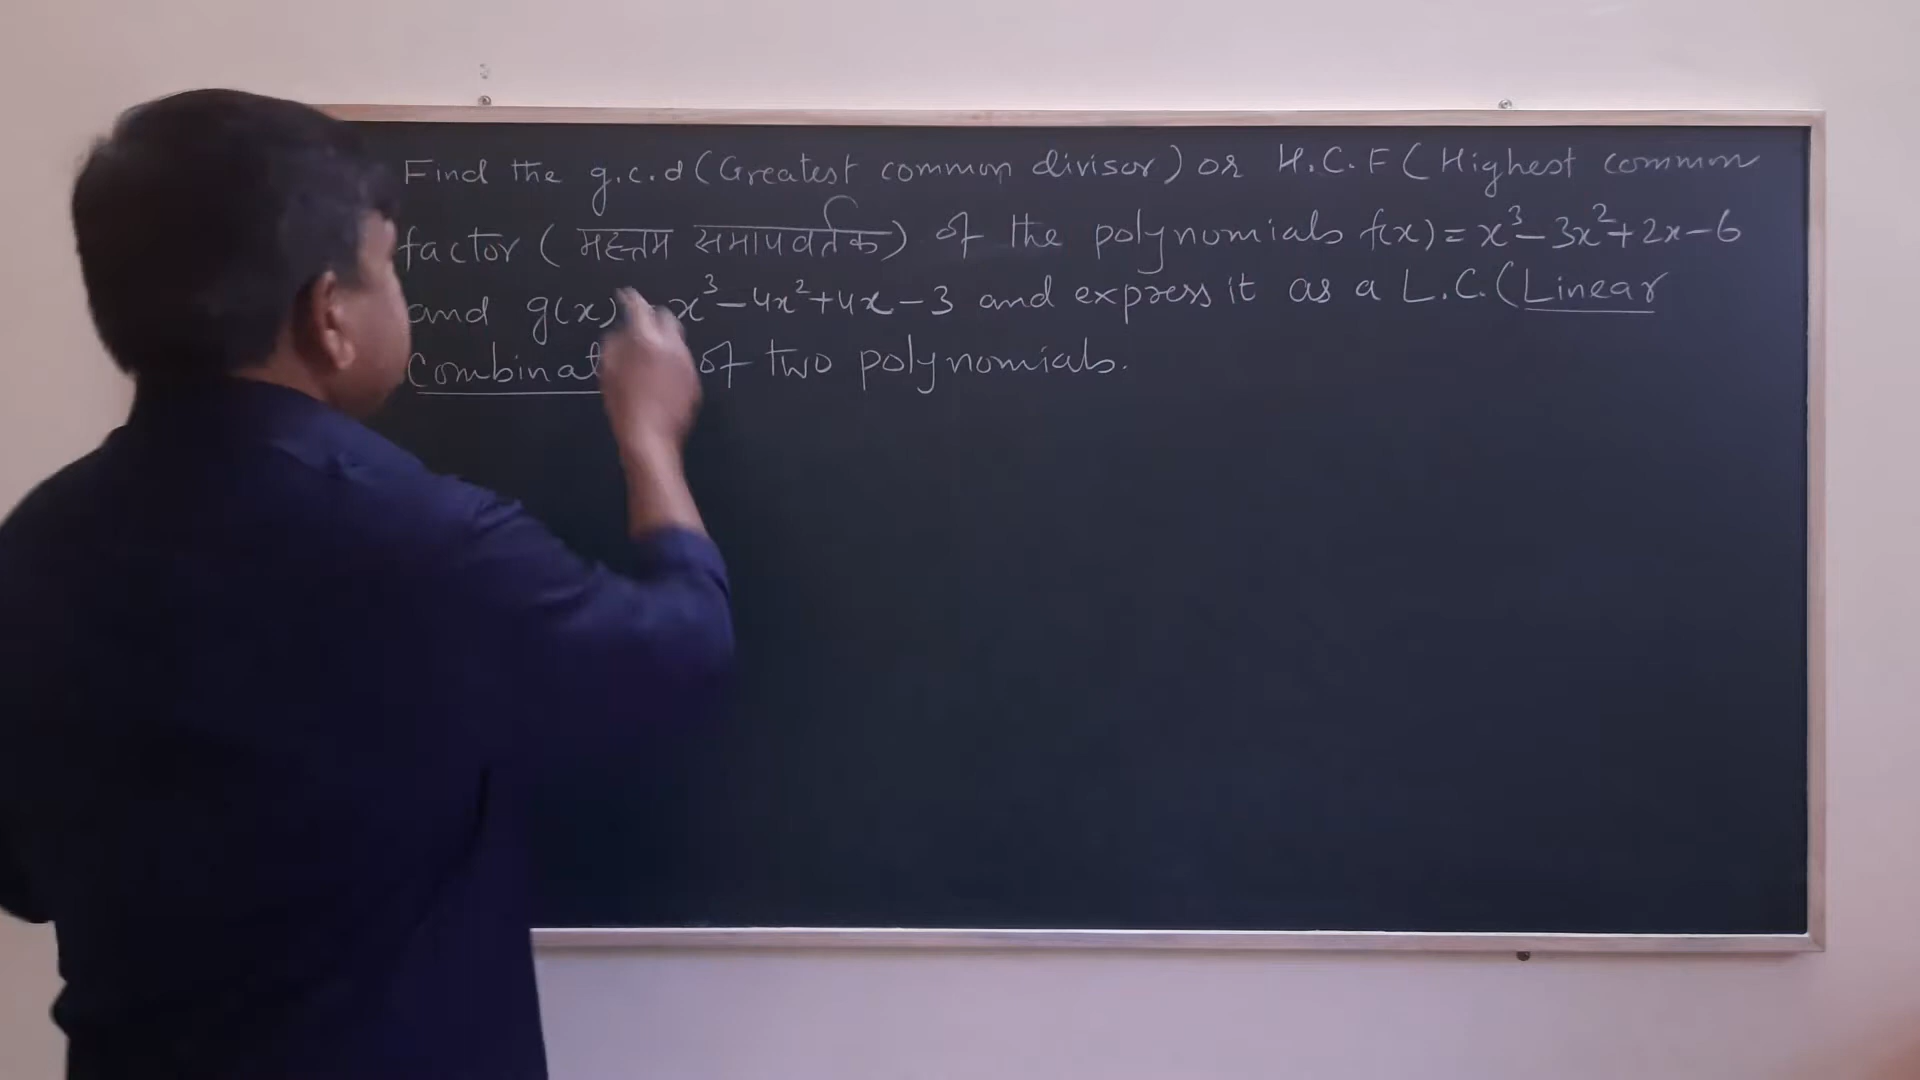 Find the g.c.d (Greatest common divisor) or H.C.F (Highest common
factor (महत्तम समापवर्तक) of the polynomials f(x) = x³ - 3x² + 2x - 6
and g(x) = x³ - 4x² + 4x - 3 and express it as a L.C. (Linear
of two polynomials.